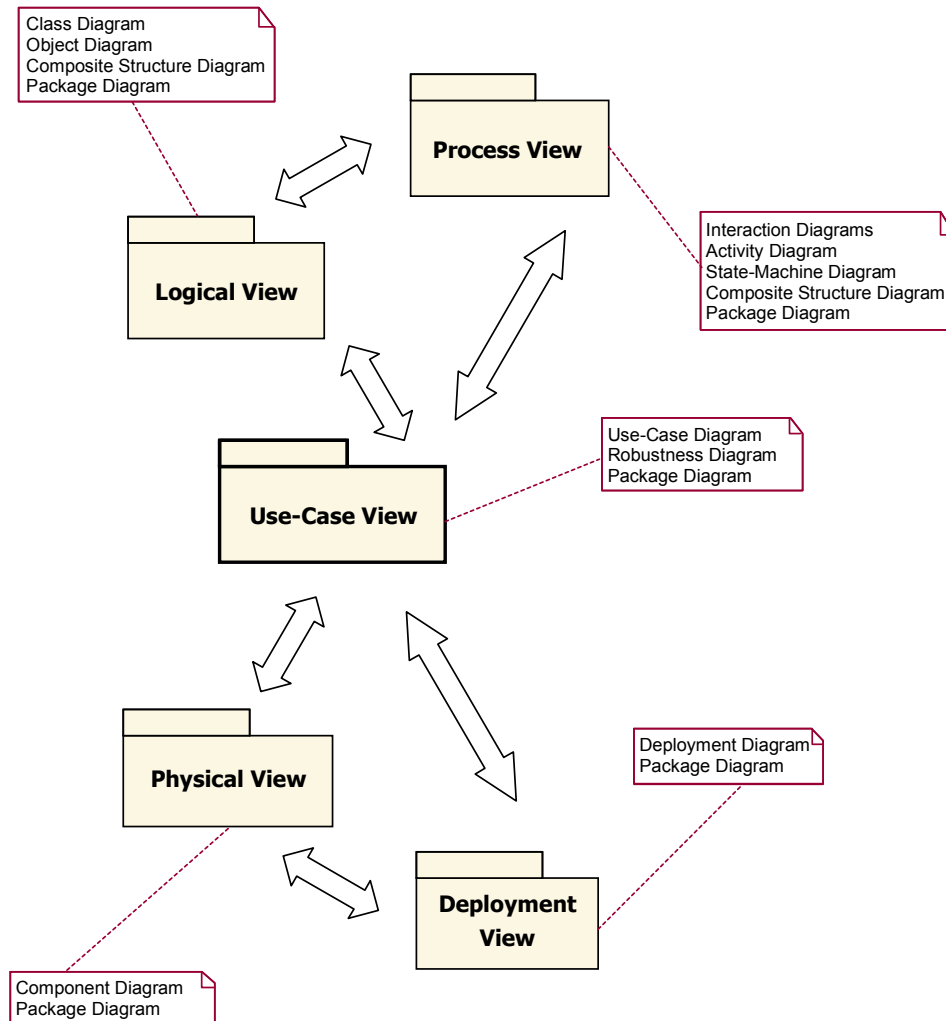 Class Diagram
Object Diagram
Composite Structure Diagram
Package Diagram
Process View
Logical View
Interaction Diagrams
Activity Diagram
State-Machine Diagram
Composite Structure Diagram
Package Diagram
Use-Case View
Use-Case Diagram
Robustness Diagram
Package Diagram
Physical View
Deployment Diagram
Package Diagram
Deployment
View
Component Diagram
Package Diagram